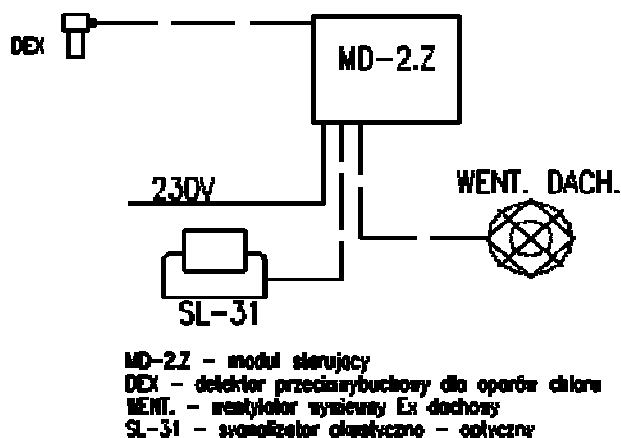 DEX
MD-2.Z
230V
WENT. DACH.
SL-31
MD-2.Z - moduł sterujący
DEX - detektor przeciwwybuchowy dla oparów chloru
WENT. - wentylator wywiewny Ex dachowy
SL-31 - sygnalizator akustyczno - optyczny